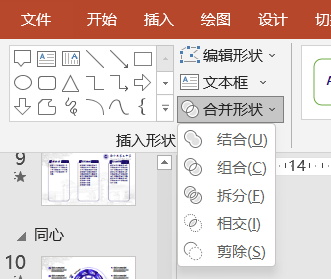 文件 开始 插入 绘图 设计
编辑形状
文本框
合并形状
插入形状
结合(U)
组合(C)
拆分(F)
相交(I)
剪除(S)
14
9
同心
10